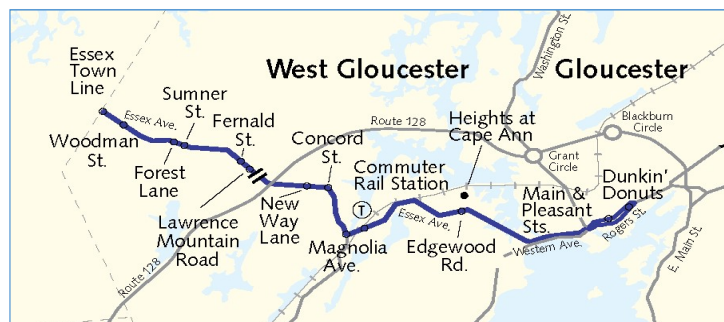 Essex
Town
Line
Woodman
St.
Essex Ave.
Sumner
St.
Forest
Lane
Fernald
St.
Lawrence
Mountain
Road
Route 128
West Gloucester
Route 128
New
Way
Lane
Concord
St.
Magnolia
Ave.
Commuter
Rail Station
T
Essex Ave.
Heights at
Cape Ann
Edgewood
Rd.
Washington St.
Gloucester
Blackburn
Circle
Grant
Circle
Main &
Pleasant
Sts.
Western Ave.
Dunkin'
Donuts
Rogers St.
E. Main St.